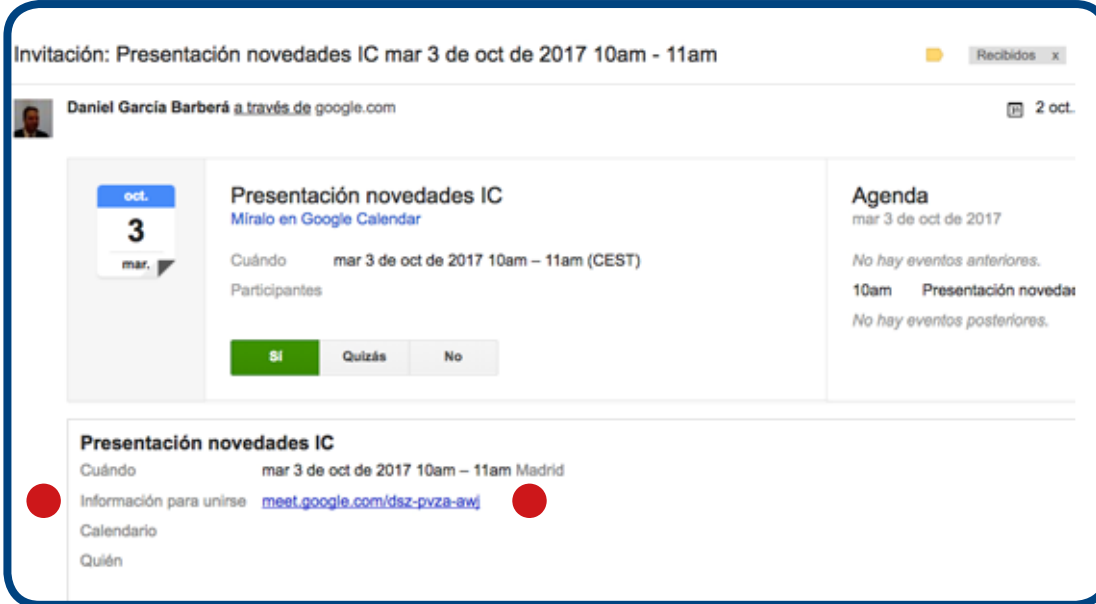 Invitación: Presentación novedades IC mar 3 de oct de 2017 10am - 11am
Recibidos x
Daniel García Barberá a través de google.com
2 oct.
oct.
3
mar.
Presentación novedades IC
Míralo en Google Calendar
Cuándo mar 3 de oct de 2017 10am – 11am (CEST)
Participantes
Sí Quizás No
Agenda
mar 3 de oct de 2017
No hay eventos anteriores.
10am Presentación novedad
No hay eventos posteriores.
Presentación novedades IC
Cuándo mar 3 de oct de 2017 10am – 11am Madrid
Información para unirse meet.google.com/dsz-pvza-awj
Calendario
Quién